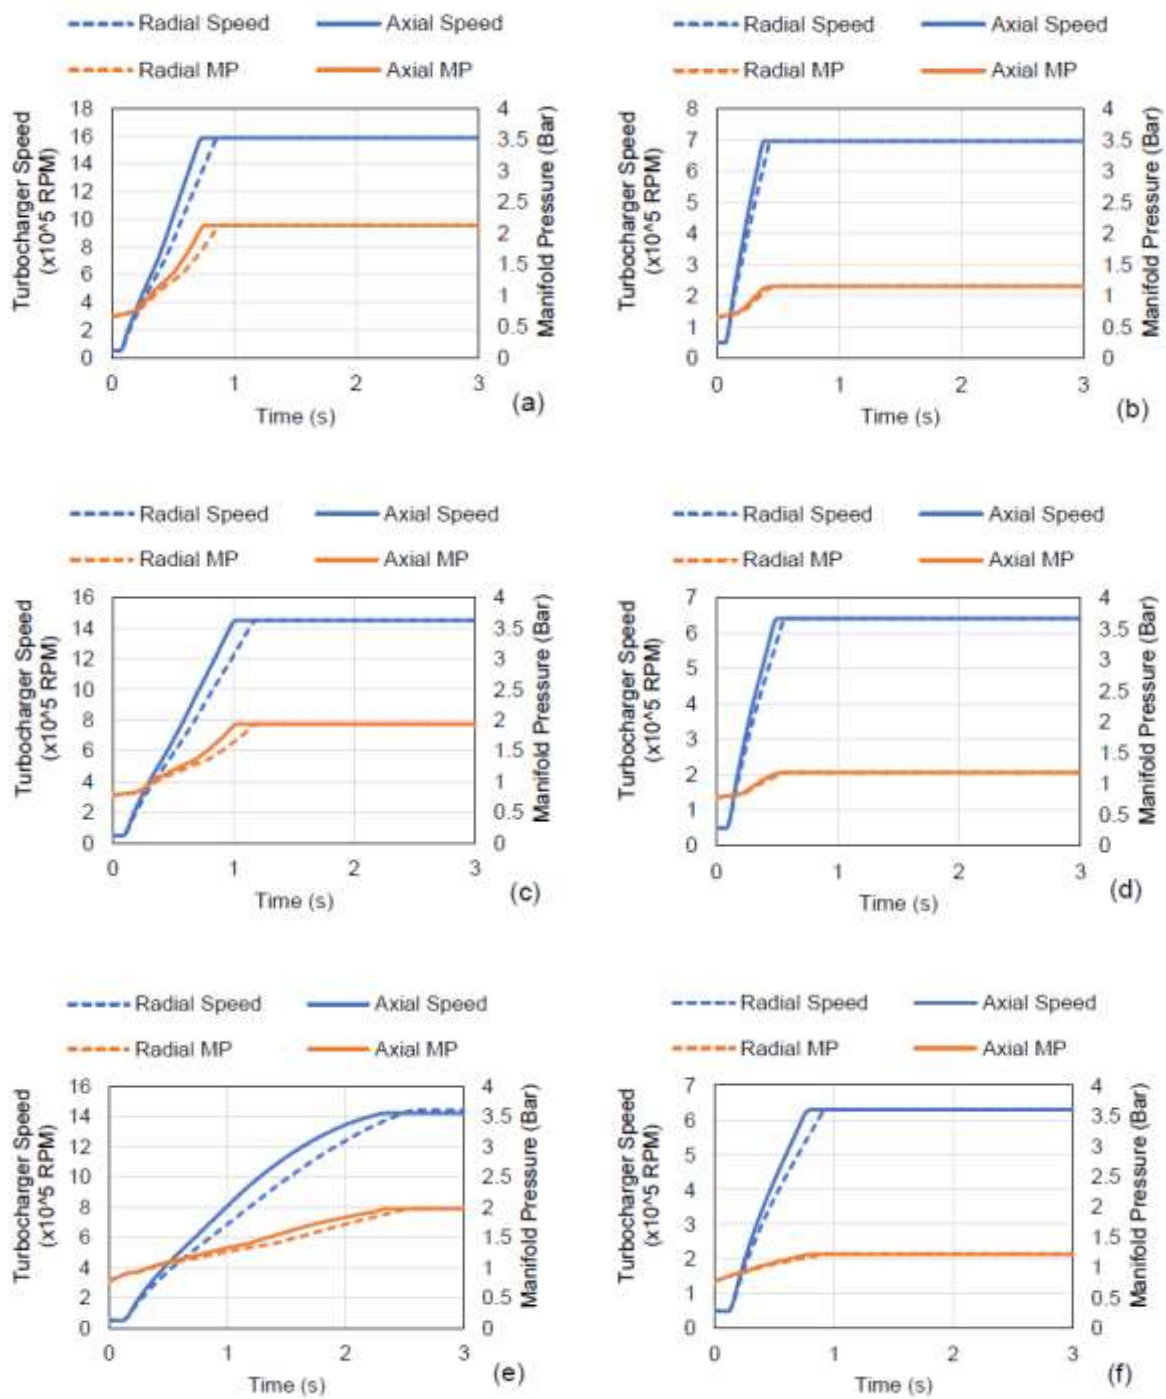 Radial Speed Axial Speed
Radial MP Axial MP
Turbocharger Speed
(x10^5 RPM)
18
16
14
12
10
8
6
4
2
0
4
3.5
3
2.5
2
1.5
1
0.5
0
Manifold Pressure (Bar)
0 1 2 3
Time (s)
(a)
Radial Speed Axial Speed
Radial MP Axial MP
Turbocharger Speed
(x10^5 RPM)
8
7
6
5
4
3
2
1
0
4
3.5
3
2.5
2
1.5
1
0.5
0
Manifold Pressure (Bar)
0 1 2 3
Time (s)
(b)
Radial Speed Axial Speed
Radial MP Axial MP
Turbocharger Speed
(x10^5 RPM)
16
14
12
10
8
6
4
2
0
4
3.5
3
2.5
2
1.5
1
0.5
0
Manifold Pressure (Bar)
0 1 2 3
Time (s)
(c)
Radial Speed Axial Speed
Radial MP Axial MP
Turbocharger Speed
(x10^5 RPM)
7
6
5
4
3
2
1
0
4
3.5
3
2.5
2
1.5
1
0.5
0
Manifold Pressure (Bar)
0 1 2 3
Time (s)
(d)
Radial Speed Axial Speed
Radial MP Axial MP
Turbocharger Speed
(x10^5 RPM)
16
14
12
10
8
6
4
2
0
4
3.5
3
2.5
2
1.5
1
0.5
0
Manifold Pressure (Bar)
0 1 2 3
Time (s)
(e)
Radial Speed Axial Speed
Radial MP Axial MP
Turbocharger Speed
(x10^5 RPM)
7
6
5
4
3
2
1
0
4
3.5
3
2.5
2
1.5
1
0.5
0
Manifold Pressure (Bar)
0 1 2 3
Time (s)
(f)